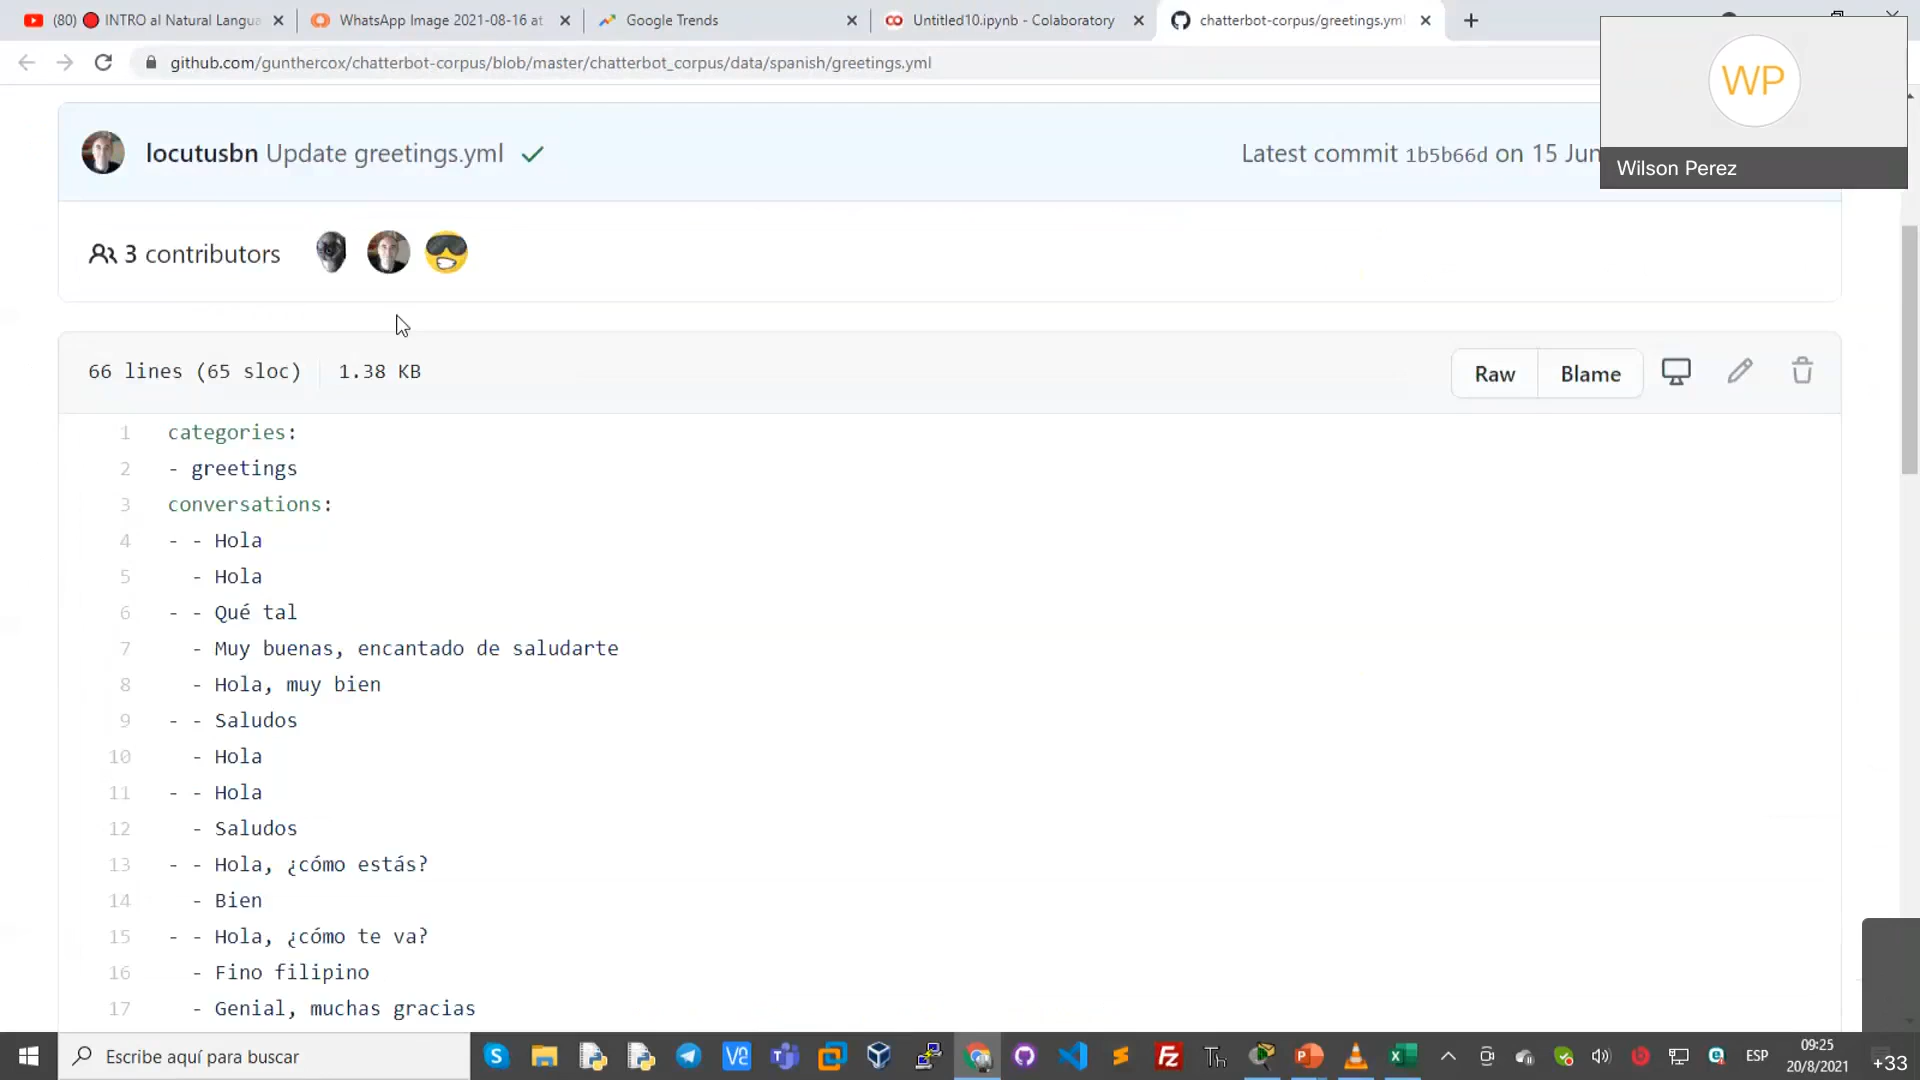 (80) 🔴 INTRO al Natural Langua
WhatsApp Image 2021-08-16 at
Google Trends
Untitled10.ipynb - Colaboratory
chatterbot-corpus/greetings.yml
github.com/gunthercox/chatterbot-corpus/blob/master/chatterbot_corpus/data/spanish/greetings.yml
WP
Wilson Perez
locutusbn Update greetings.yml
Latest commit 1b5b66d on 15 Jun
3 contributors
66 lines (65 sloc) 1.38 KB
Raw
Blame
1 categories:
2 - greetings
3 conversations:
4 - - Hola
5 - Hola
6 - - Qué tal
7 - Muy buenas, encantado de saludarte
8 - Hola, muy bien
9 - - Saludos
10 - Hola
11 - - Hola
12 - Saludos
13 - - Hola, ¿cómo estás?
14 - Bien
15 - - Hola, ¿cómo te va?
16 - Fino filipino
17 - Genial, muchas gracias
Escribe aquí para buscar
ESP
09:25
20/8/2021
+33